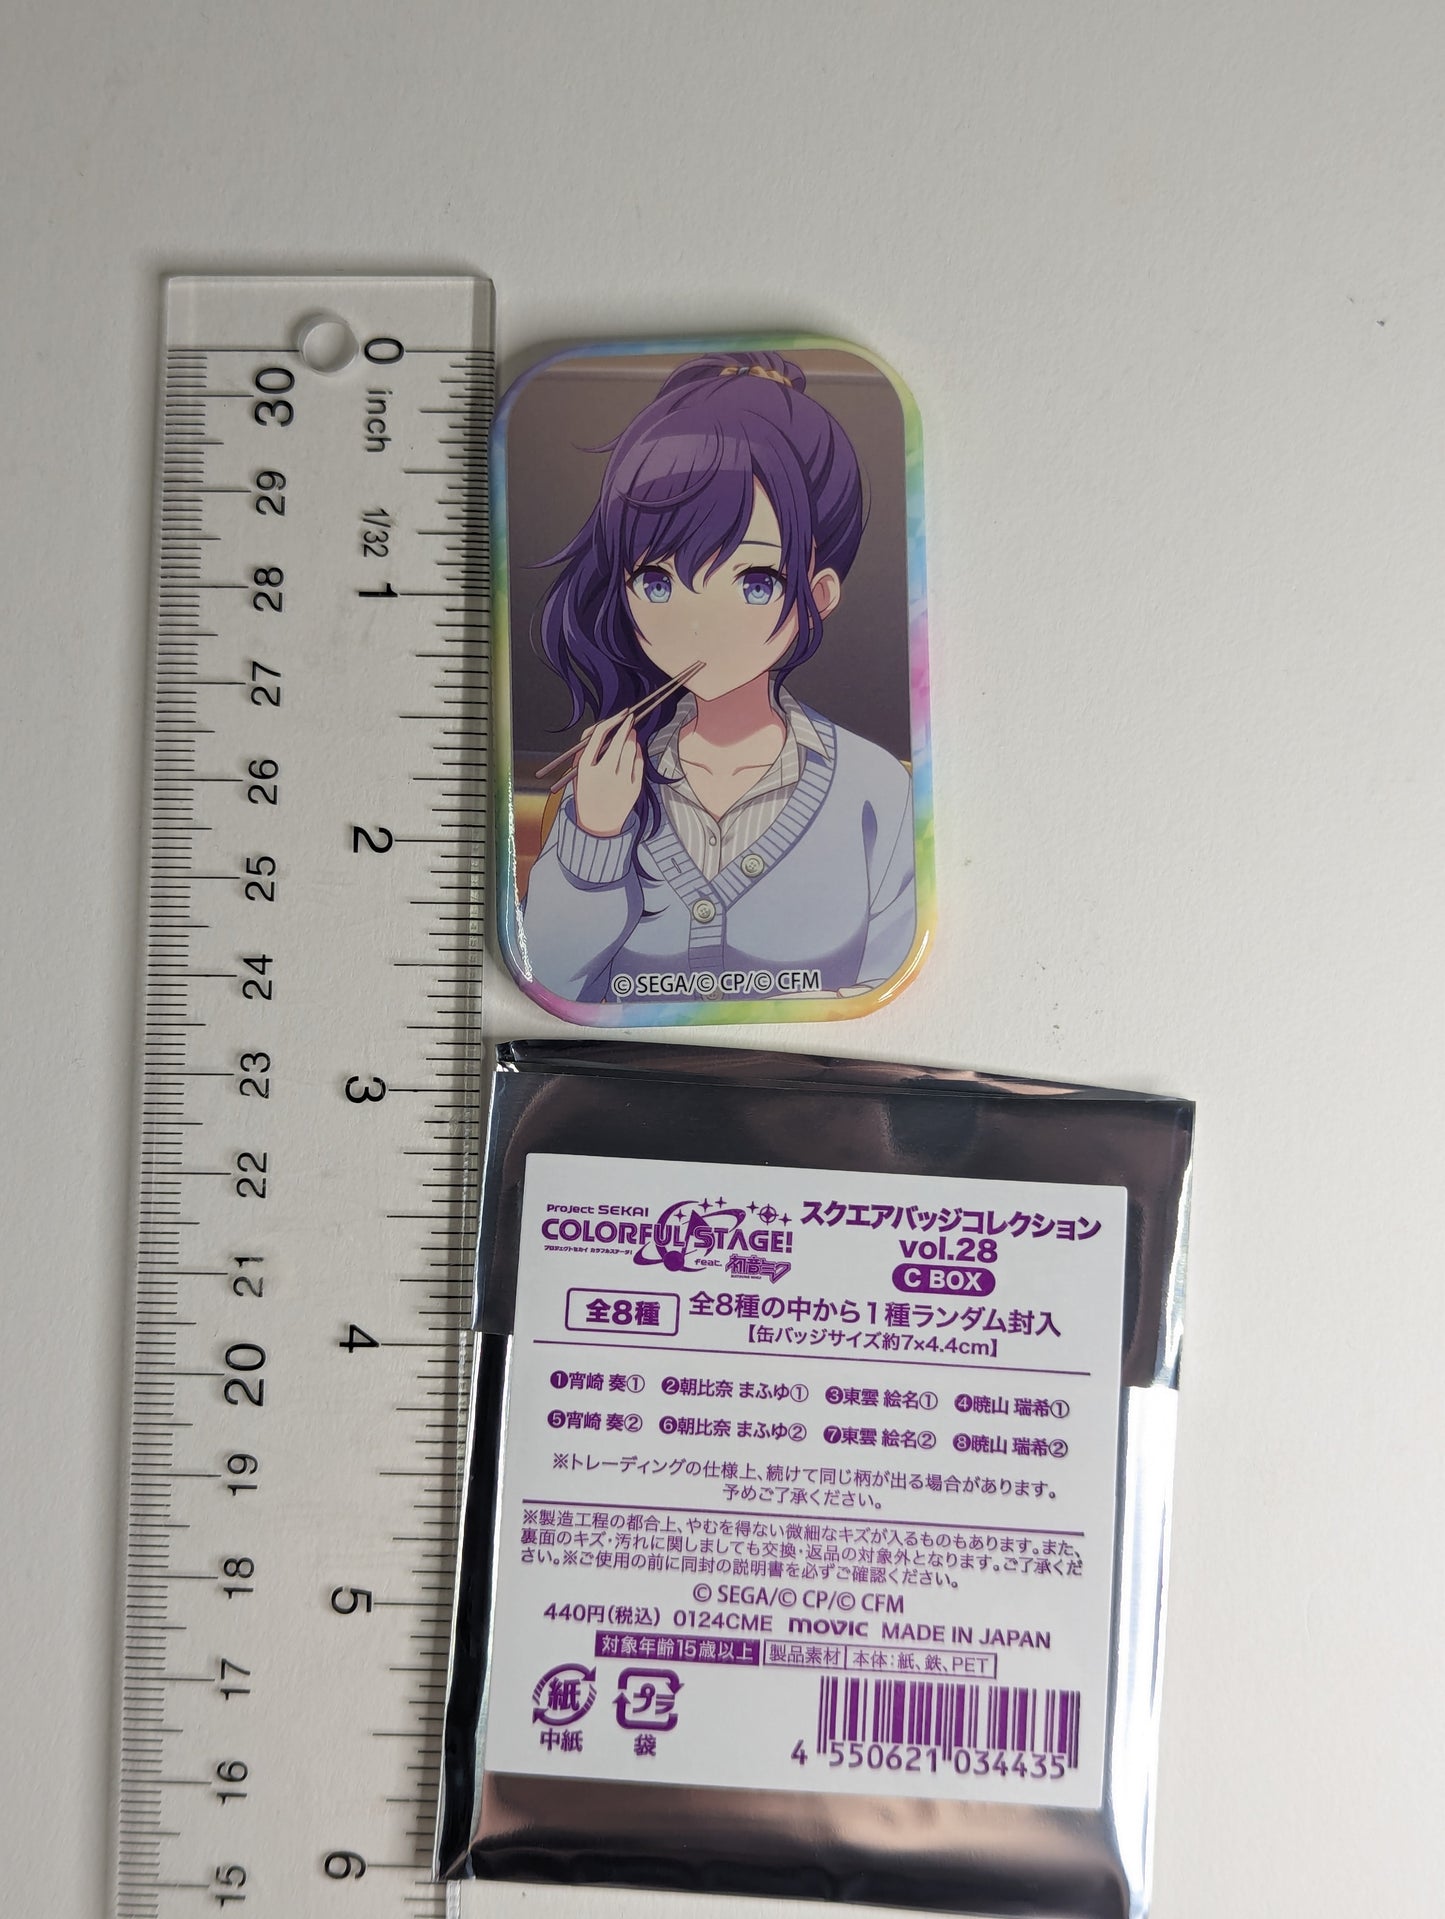 0
inch
1/32
1
2
3
4
5
6
30
29
28
27
26
25
24
23
22
21
20
19
18
17
16
15
© SEGA/© CP/© CFM
Project SEKAI
COLORFUL STAGE!
プロジェクトセカイ カラフルステージ!
feat. 初音ミク
HATSUNE MIKU
スクエアバッジコレクション
vol.28
C BOX
全8種
全8種の中から1種ランダム封入
【缶バッジサイズ約7×4.4cm】
❶宵崎 奏① ❷朝比奈 まふゆ① ❸東雲 絵名① ❹暁山 瑞希①
❺宵崎 奏② ❻朝比奈 まふゆ② ❼東雲 絵名② ❽暁山 瑞希②
※トレーディングの仕様上、続けて同じ柄が出る場合があります。
予めご了承ください。
※製造工程の都合上、やむを得ない微細なキズが入るものもあります。また、
裏面のキズ・汚れに関しましても交換・返品の対象外となります。ご了承くだ
さい。※ご使用の前に同封の説明書を必ずご確認ください。
© SEGA/© CP/© CFM
440円(税込) 0124CME movic MADE IN JAPAN
対象年齢15歳以上 製品素材 本体:紙、鉄、PET
紙 プラ
中紙 袋
4 550621 034435